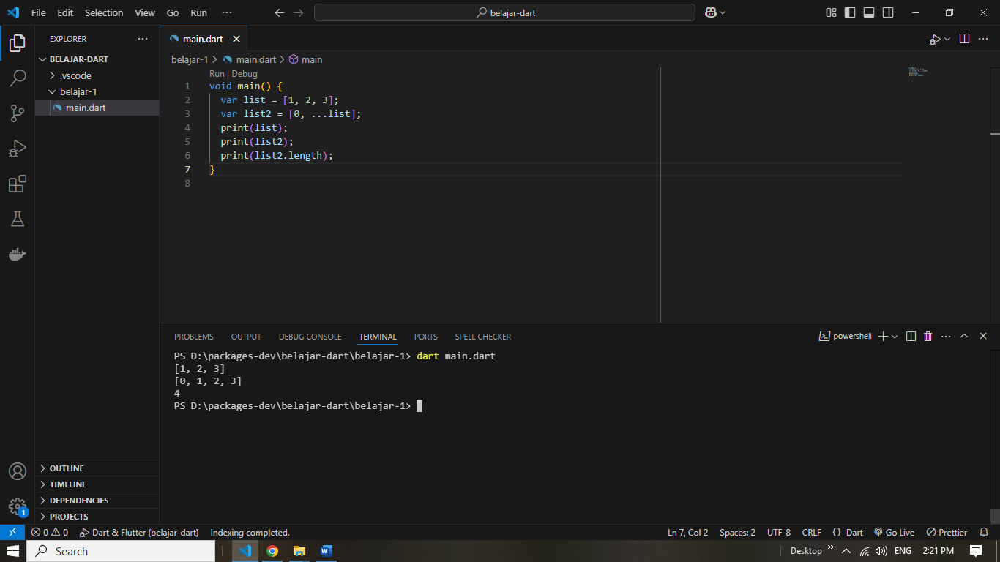 File Edit Selection View Go Run ···
belajar-dart
EXPLORER
BELAJAR-DART
.vscode
belajar-1
main.dart
OUTLINE
TIMELINE
DEPENDENCIES
PROJECTS
main.dart
belajar-1 > main.dart > main
Run | Debug
1 void main() {
2 var list = [1, 2, 3];
3 var list2 = [0, ...list];
4 print(list);
5 print(list2);
6 print(list2.length);
7 }
8
PROBLEMS OUTPUT DEBUG CONSOLE TERMINAL PORTS SPELL CHECKER powershell
PS D:\packages-dev\belajar-dart\belajar-1> dart main.dart
[1, 2, 3]
[0, 1, 2, 3]
4
PS D:\packages-dev\belajar-dart\belajar-1>
1
0 0 Dart & Flutter (belajar-dart) Indexing completed. Ln 7, Col 2 Spaces: 2 UTF-8 CRLF {} Dart Go Live Prettier
Search Desktop ENG 2:21 PM